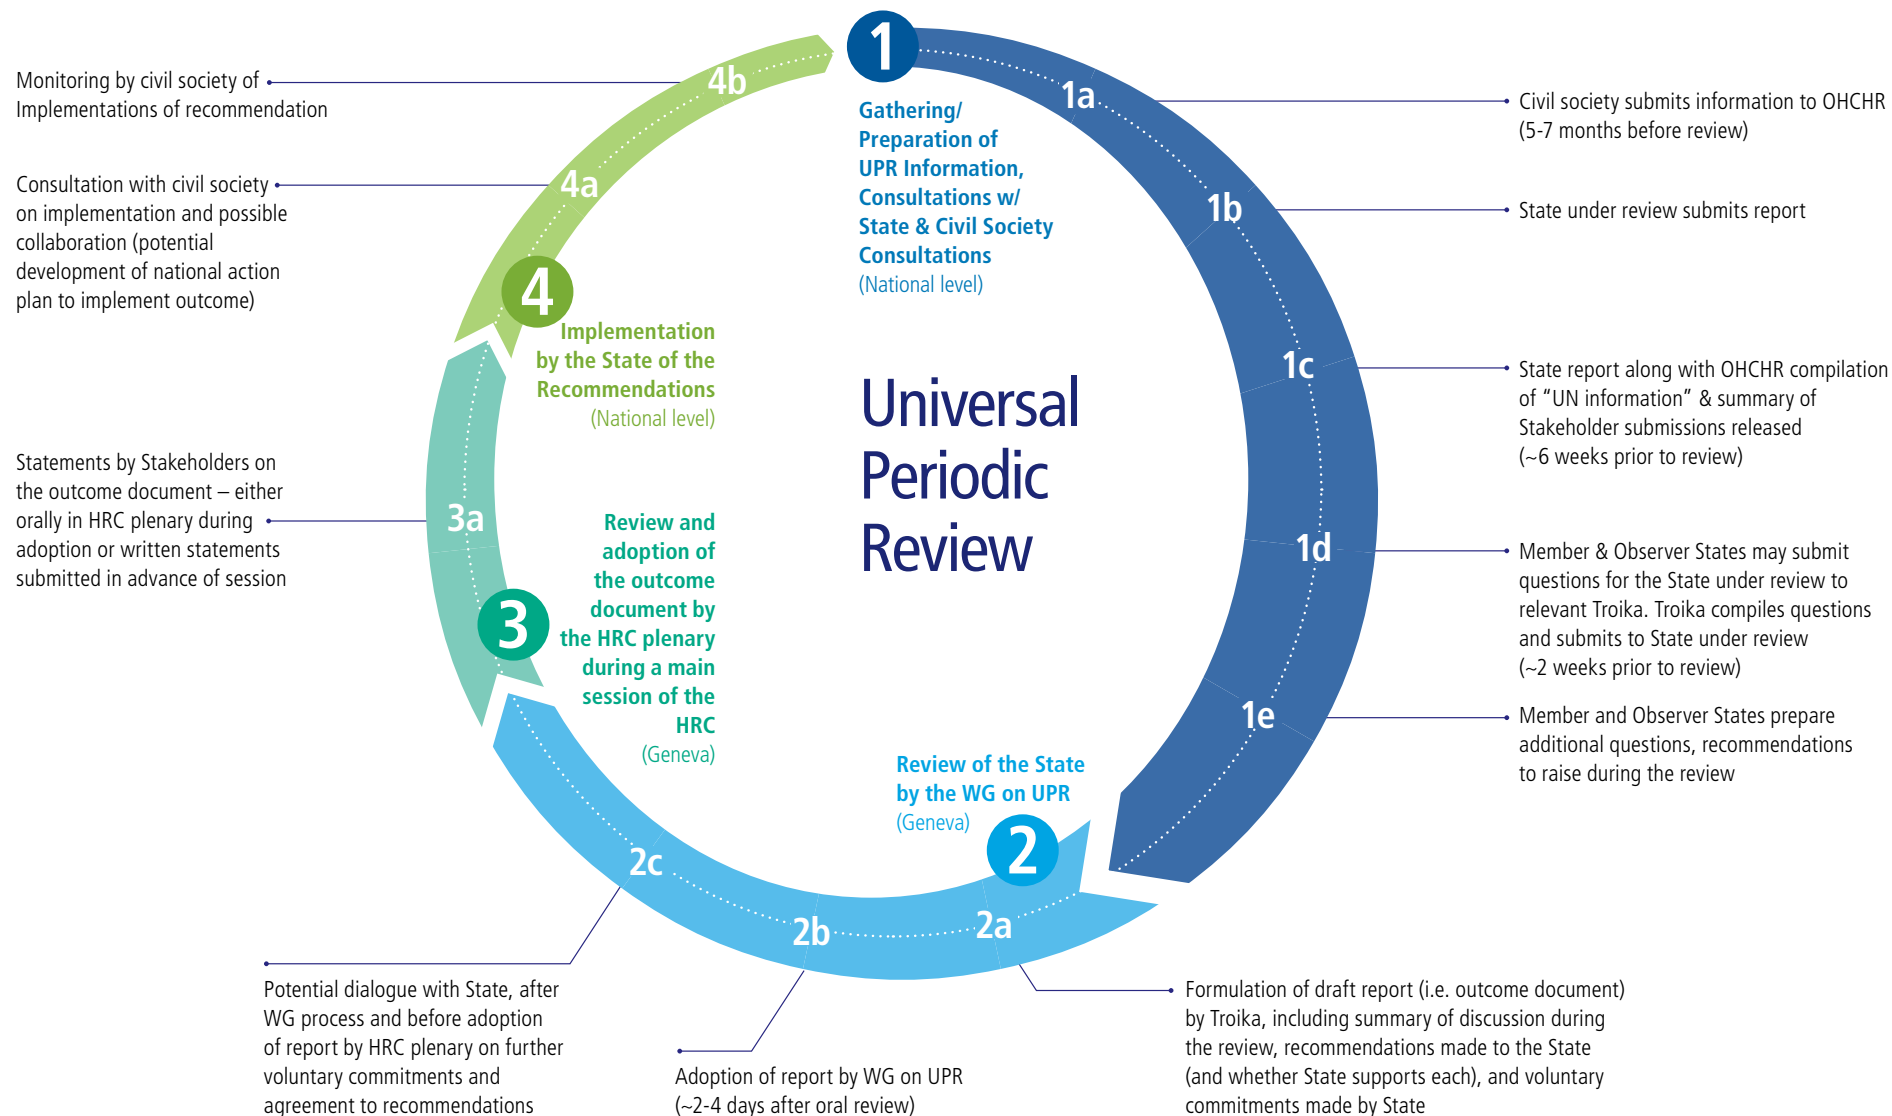 1
Gathering/
Preparation of
UPR Information,
Consultations w/
State & Civil Society
Consultations
(National level)
1a
Civil society submits information to OHCHR
(5-7 months before review)
1b
State under review submits report
1c
State report along with OHCHR compilation
of “UN information” & summary of
Stakeholder submissions released
(~6 weeks prior to review)
1d
Member & Observer States may submit
questions for the State under review to
relevant Troika. Troika compiles questions
and submits to State under review
(~2 weeks prior to review)
1e
Member and Observer States prepare
additional questions, recommendations
to raise during the review
Universal
Periodic
Review
Review of the State
by the WG on UPR
(Geneva)
2
2a
Formulation of draft report (i.e. outcome document)
by Troika, including summary of discussion during
the review, recommendations made to the State
(and whether State supports each), and voluntary
commitments made by State
2b
Adoption of report by WG on UPR
(~2-4 days after oral review)
2c
Potential dialogue with State, after
WG process and before adoption
of report by HRC plenary on further
voluntary commitments and
agreement to recommendations
3
Review and
adoption of
the outcome
document by
the HRC plenary
during a main
session of the
HRC
(Geneva)
3a
Statements by Stakeholders on
the outcome document – either
orally in HRC plenary during
adoption or written statements
submitted in advance of session
4
Implementation
by the State of the
Recommendations
(National level)
4a
Consultation with civil society
on implementation and possible
collaboration (potential
development of national action
plan to implement outcome)
4b
Monitoring by civil society of
Implementations of recommendation